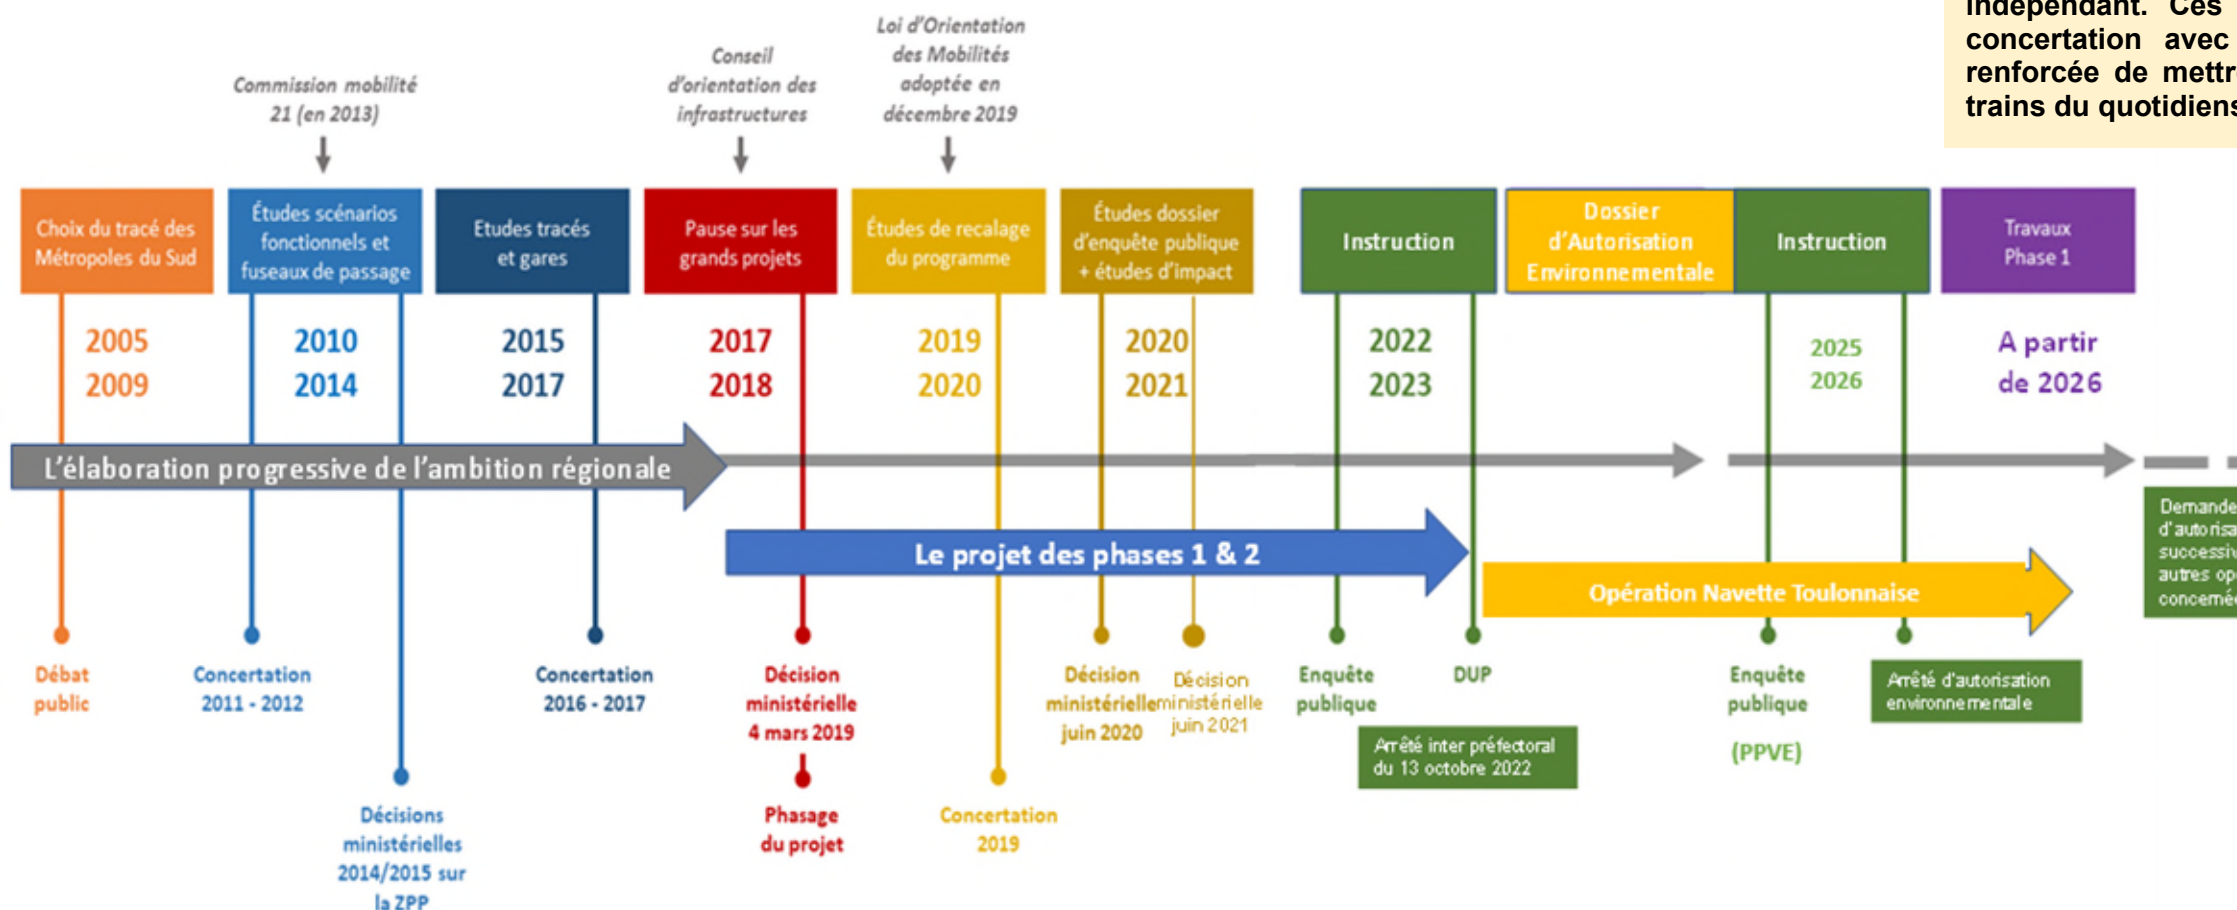 indépendant. Ces
concertation avec
renforcée de
trains du
Loi d'Orientation
des Mobilités
adoptée en
décembre 2019
Conseil
d'orientation des
infrastructures
Commission mobilité
21 (en 2013)
Choix du tracé des
Métropoles du Sud
Études scénarios
fonctionnels et
fuseaux de passage
Etudes tracés
et gares
Pause sur les
grands projets
Études de recalage
du programme
Études dossier
d'enquête publique
+ études d'impact
Instruction
Dossier
d'Autorisation
Environnementale
Instruction
Travaux
Phase 1
2005
2009
2010
2014
2015
2017
2017
2018
2019
2020
2020
2021
2022
2023
2025
2026
A partir
de 2026
L'élaboration progressive de l'ambition régionale
Le projet des phases 1 & 2
Opération Navette Toulonnaise
autres
Débat
public
Concertation
2011 - 2012
Décisions
ministérielles
2014/2015 sur
la ZPP
Concertation
2016 - 2017
Décision
ministérielle
4 mars 2019
Phasage
du projet
Concertation
2019
Décision
ministérielle
juin 2020
Décision
ministérielle
juin 2021
Enquête
publique
DUP
Arrêté inter préfectoral
du 13 octobre 2022
Enquête
publique
(PPVE)
Arrêté d'autorisation
environnementale